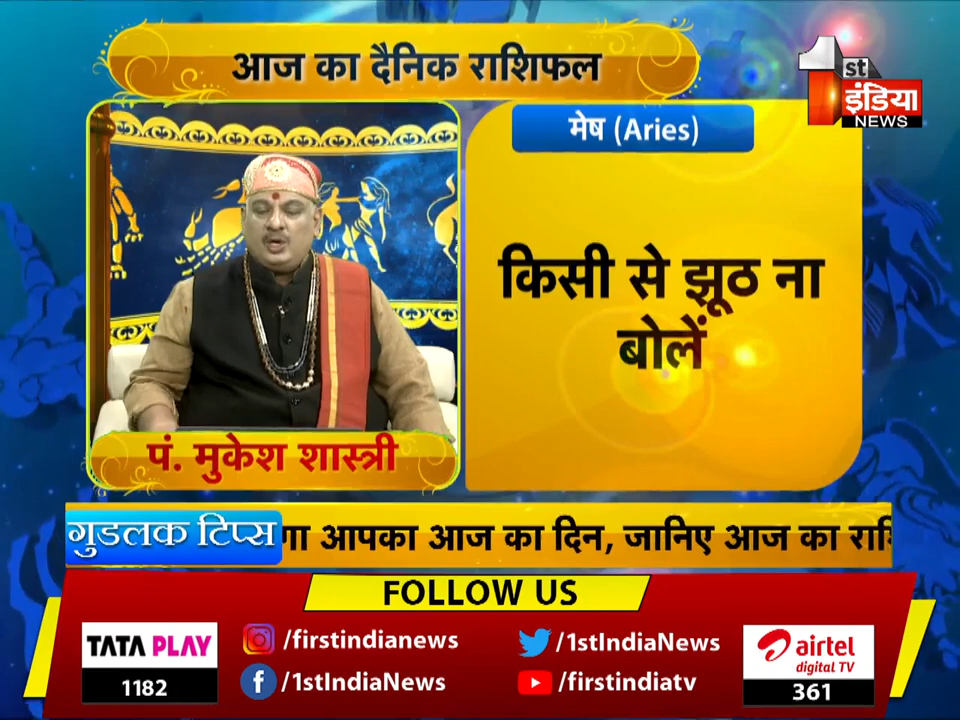 आज का दैनिक राशिफल
1st
इंडिया
NEWS
मेष (Aries)
किसी से झूठ ना
बोलें
पं. मुकेश शास्त्री
गुडलक टिप्स
गा आपका आज का दिन, जानिए आज का
FOLLOW US
TATA PLAY
1182
/firstindianews
/1stIndiaNews
/1stIndiaNews
/firstindiatv
airtel
digital TV
361